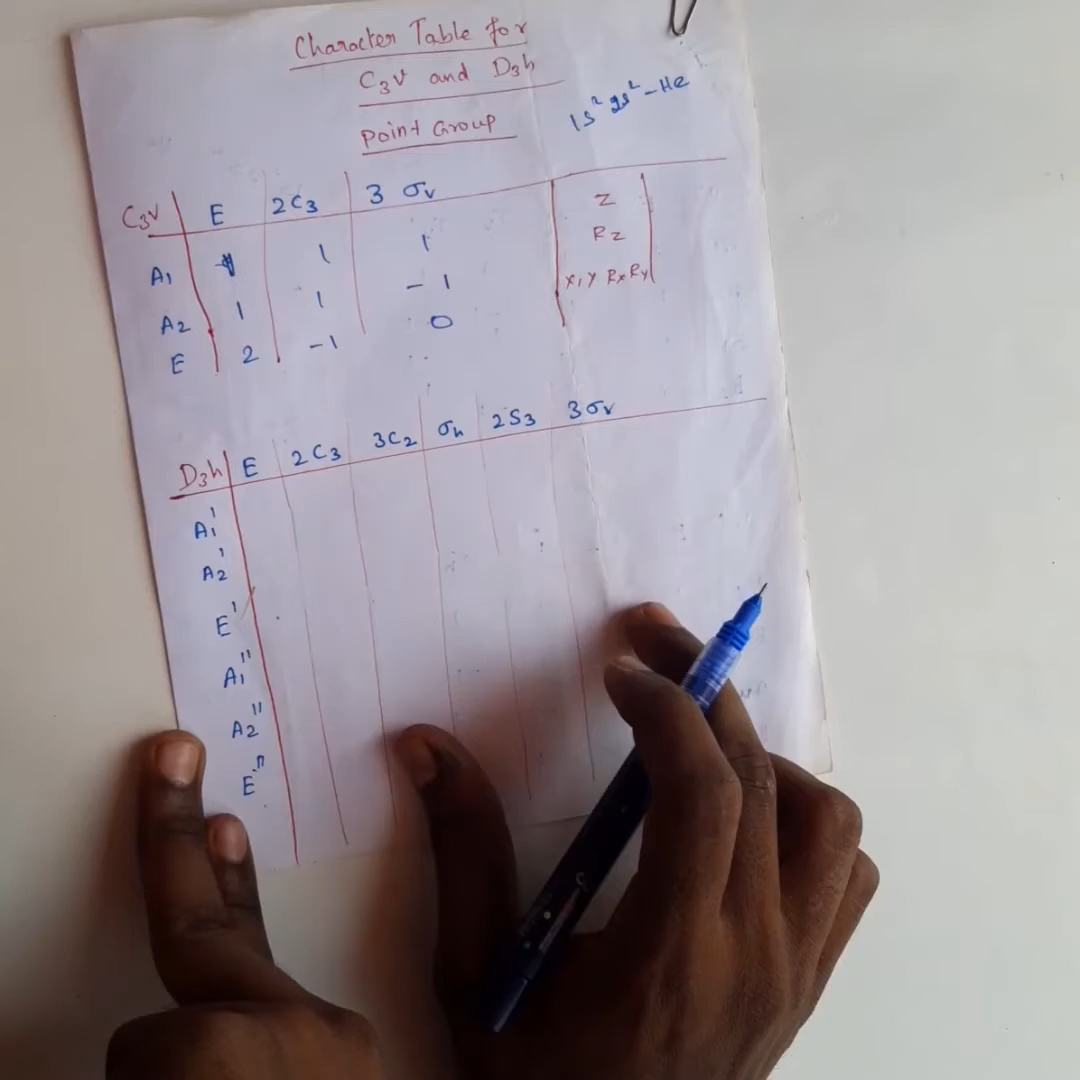 Character Table for
C₃V and D₃h
Point Group
1s² 2s² – He
C₃V E 2C₃ 3 σᵥ
A₁ 1 1 1 Z
A₂ 1 1 -1 Rz
E 2 -1 0 x,y Rx Ry
D₃h E 2C₃ 3C₂ σₕ 2S₃ 3σᵥ
A₁'
A₂'
E'
A₁''
A₂''
E''